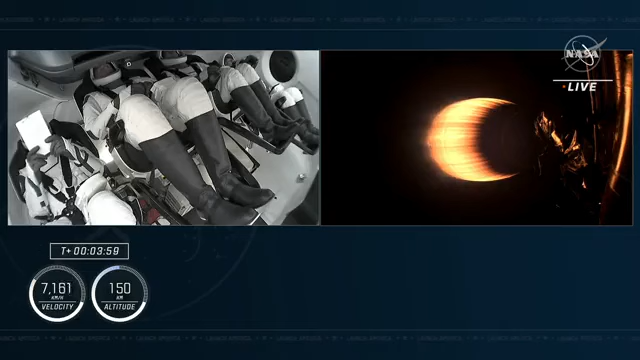 NASA
LIVE
T+ 00:03:59
7,161
KM/H
VELOCITY
150
KM
ALTITUDE